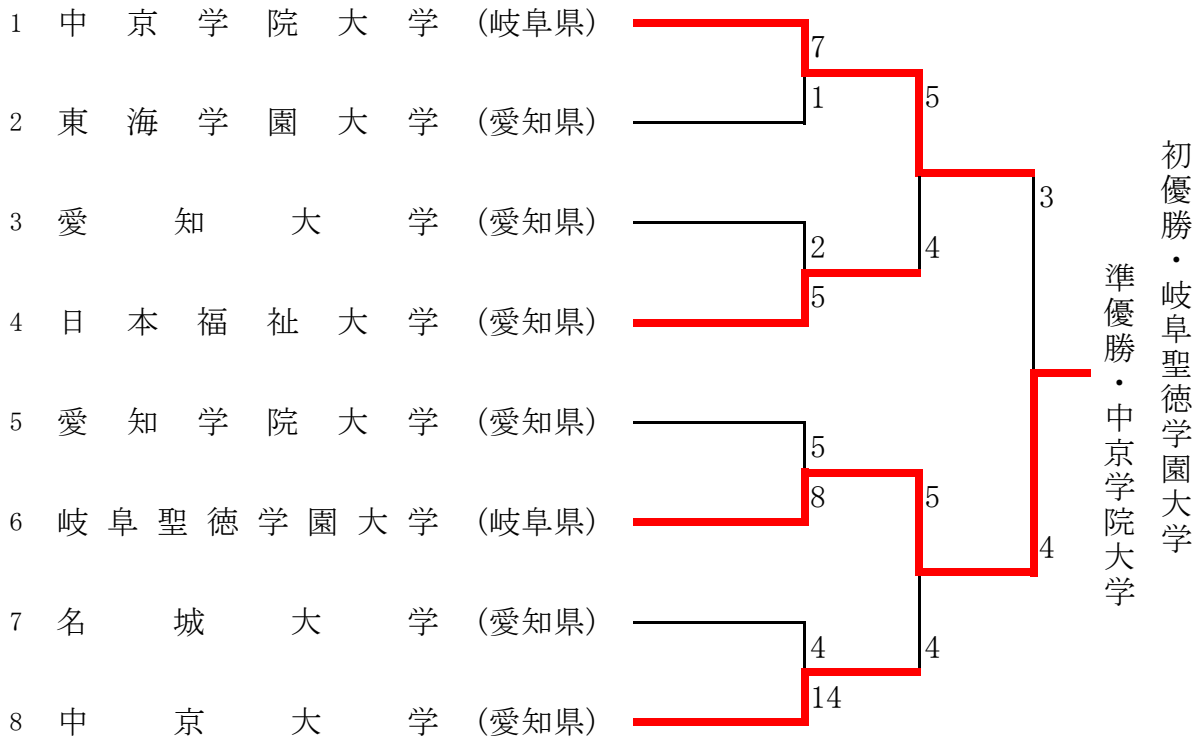 1 中京学院大学 (岐阜県)
7
1
2 東海学園大学 (愛知県)
5
3 愛知大学 (愛知県)
2
4
5
4 日本福祉大学 (愛知県)
3
5 愛知学院大学 (愛知県)
5
8
5
6 岐阜聖徳学園大学 (岐阜県)
4
7 名城大学 (愛知県)
4
4
14
8 中京大学 (愛知県)
初優勝・岐阜聖徳学園大学
準優勝・中京学院大学